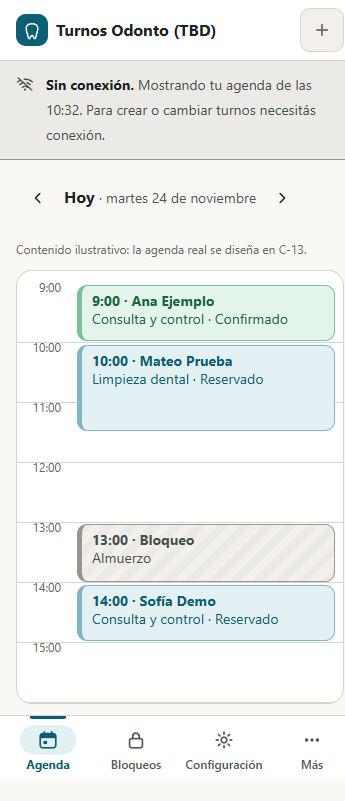 Turnos Odonto (TBD)
Sin conexión. Mostrando tu agenda de las
10:32. Para crear o cambiar turnos necesitás
conexión.
Hoy · martes 24 de noviembre
Contenido ilustrativo: la agenda real se diseña en C-13.
9:00
9:00 · Ana Ejemplo
Consulta y control · Confirmado
10:00
10:00 · Mateo Prueba
Limpieza dental · Reservado
11:00
12:00
13:00
13:00 · Bloqueo
Almuerzo
14:00
14:00 · Sofía Demo
Consulta y control · Reservado
15:00
Agenda
Bloqueos
Configuración
Más